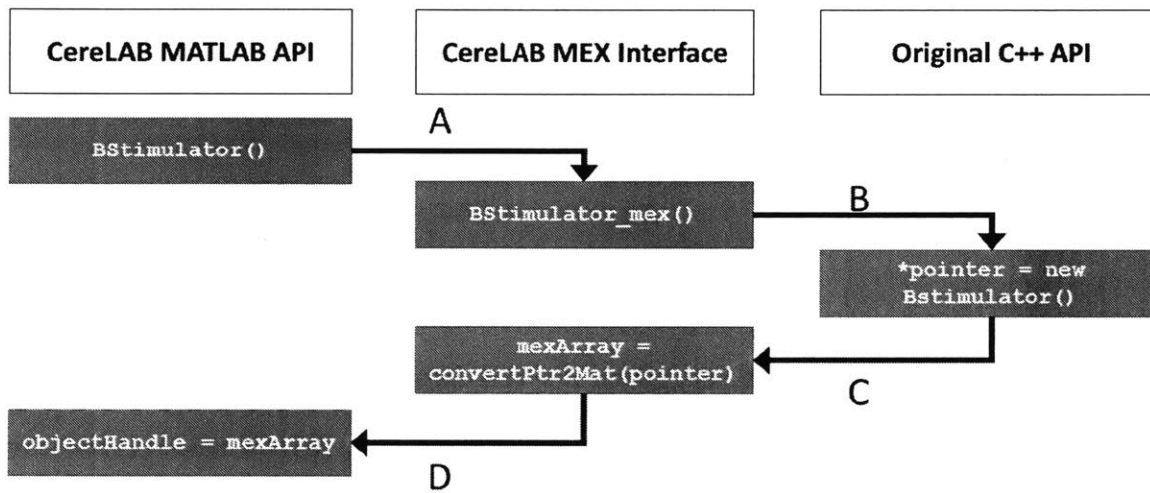 CereLAB MATLAB API
CereLAB MEX Interface
Original C++ API
A
BStimulator()
BStimulator_mex()
B
*pointer = new
Bstimulator()
mexArray =
convertPtr2Mat(pointer)
C
objectHandle = mexArray
D